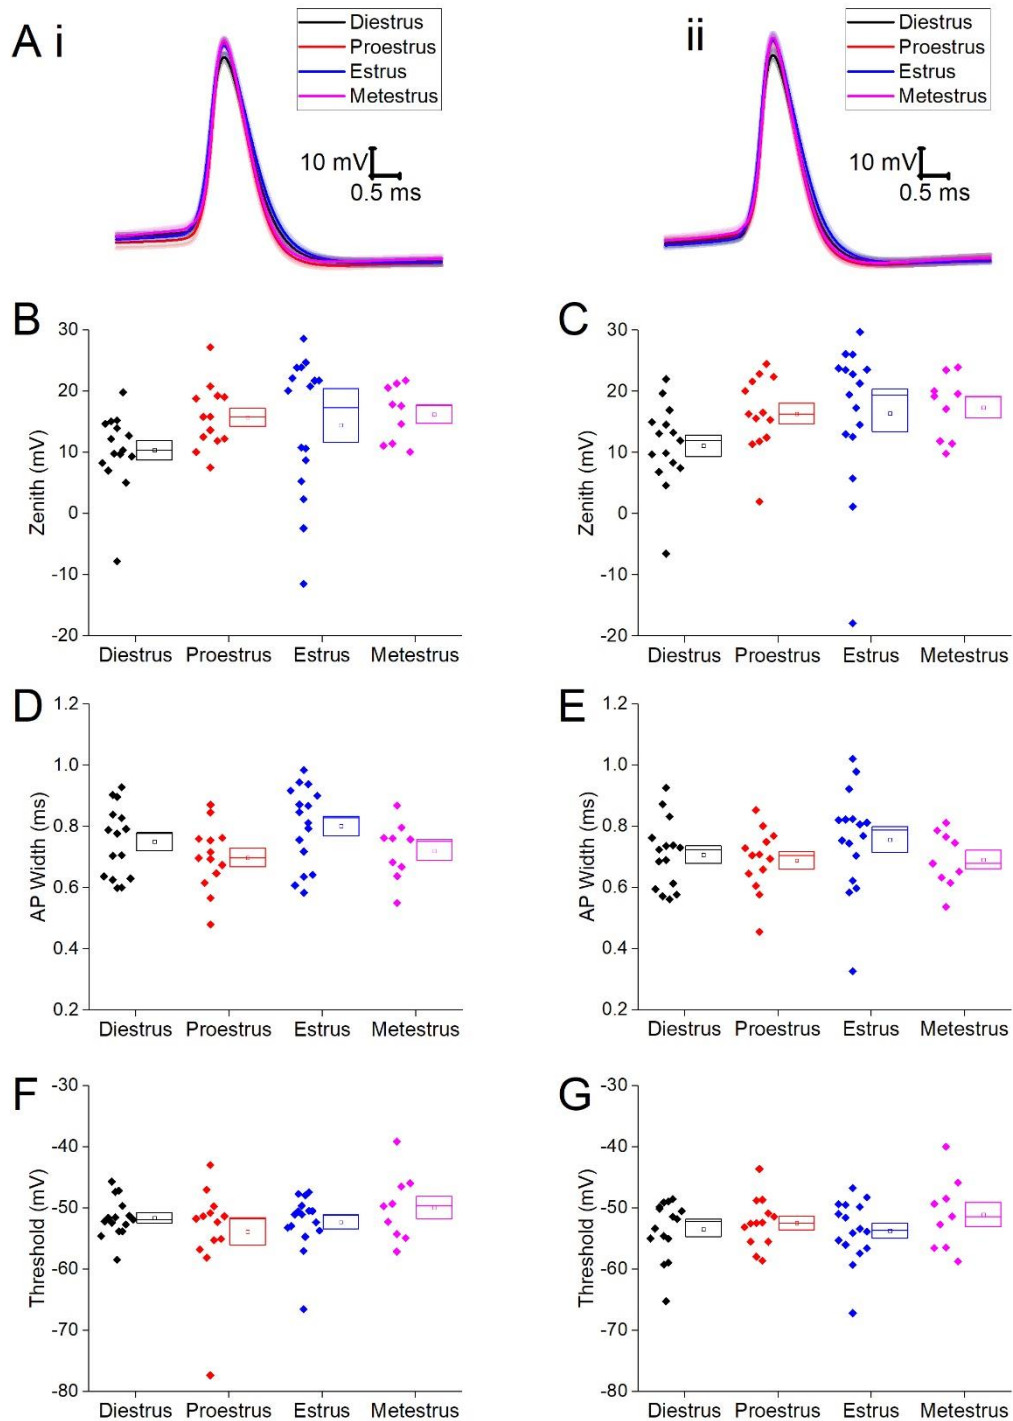 A i
Diestrus
Proestrus
Estrus
Metestrus
10 mV
0.5 ms
ii
Diestrus
Proestrus
Estrus
Metestrus
10 mV
0.5 ms
B
Zenith (mV)
30
20
10
0
-10
-20
Diestrus Proestrus Estrus Metestrus
C
Zenith (mV)
30
20
10
0
-10
-20
Diestrus Proestrus Estrus Metestrus
D
AP Width (ms)
1.2
1.0
0.8
0.6
0.4
0.2
Diestrus Proestrus Estrus Metestrus
E
AP Width (ms)
1.2
1.0
0.8
0.6
0.4
0.2
Diestrus Proestrus Estrus Metestrus
F
Threshold (mV)
-30
-40
-50
-60
-70
-80
Diestrus Proestrus Estrus Metestrus
G
Threshold (mV)
-30
-40
-50
-60
-70
-80
Diestrus Proestrus Estrus Metestrus